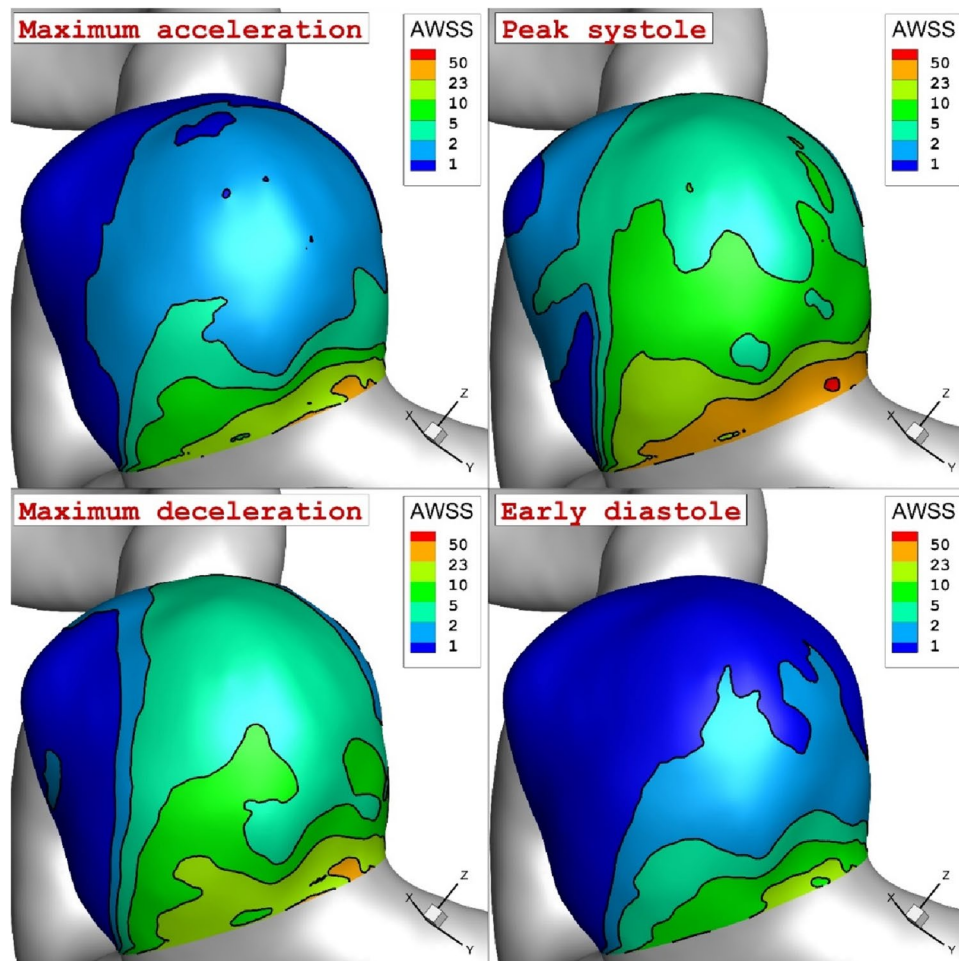 Maximum acceleration
AWSS
50
23
10
5
2
1
X
Z
Y
Peak systole
AWSS
50
23
10
5
2
1
X
Z
Y
Maximum deceleration
AWSS
50
23
10
5
2
1
X
Z
Y
Early diastole
AWSS
50
23
10
5
2
1
X
Z
Y